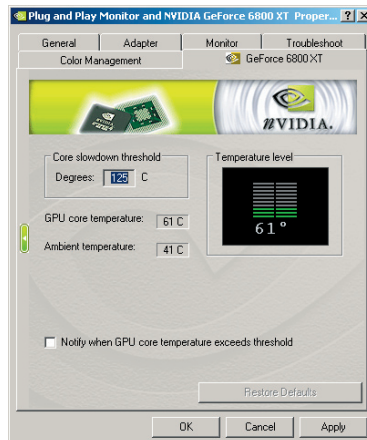 Plug and Play Monitor and NVIDIA GeForce 6800 XT Proper... ? X
General Adapter Monitor Troubleshoot
Color Management GeForce 6800 XT
nVIDIA.
Core slowdown threshold
Degrees: 125 C
Temperature level
61°
GPU core temperature: 61 C
Ambient temperature: 41 C
Notify when GPU core temperature exceeds threshold
Restore Defaults
OK Cancel Apply